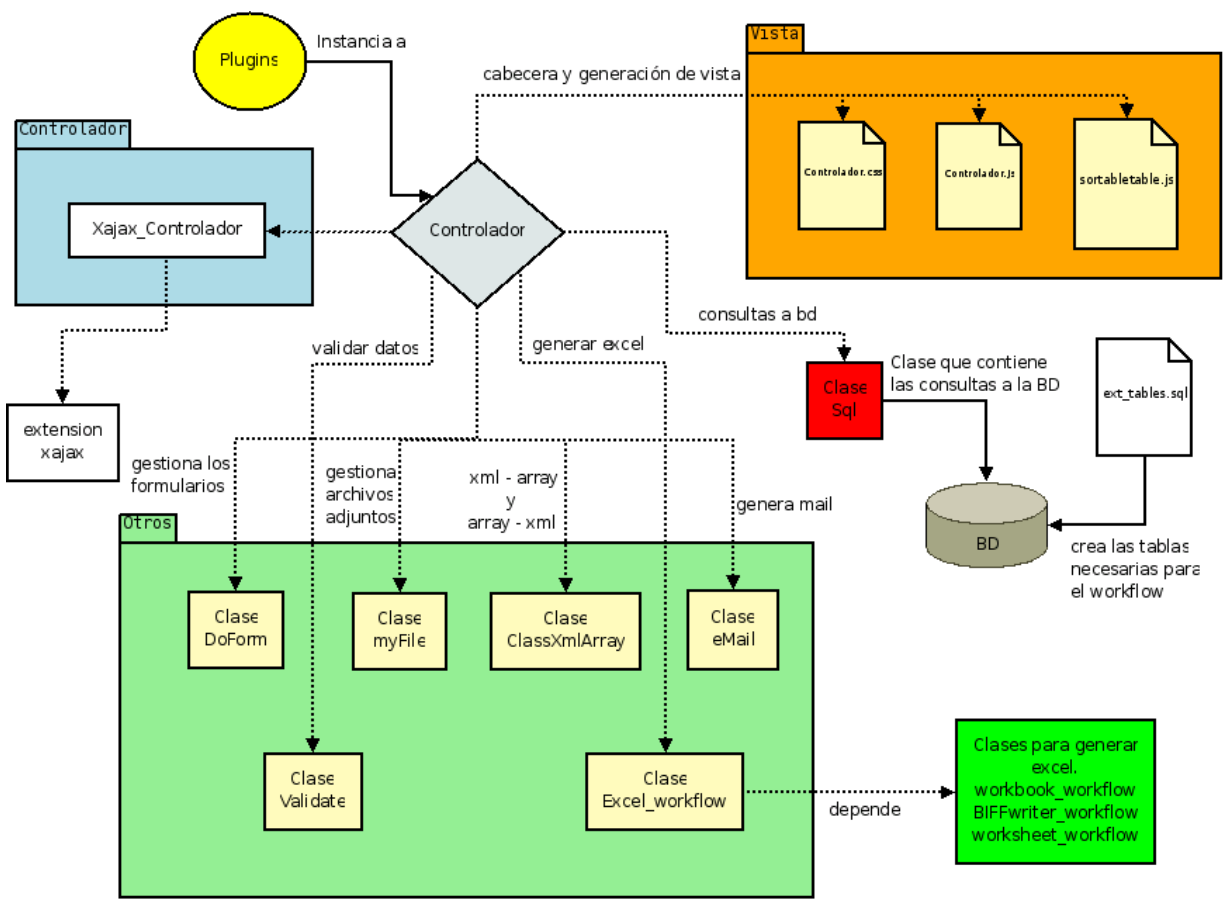 Vista
Plugins
Instancia a
cabecera y generación de vista
Controlador
Controlador.css
Controlador.js
sortabletable.js
Xajax_Controlador
Controlador
consultas a bd
validar datos
generar excel
Clase
Sql
Clase que contiene
las consultas a la BD
ext_tables.sql
extension
xajax
gestiona los
formularios
gestiona
archivos
adjuntos
xml - array
y
array - xml
genera mail
Otros
BD
crea las tablas
necesarias para
el workflow
Clase
DoForm
Clase
myFile
Clase
ClassXmlArray
Clase
eMail
Clase
Validate
Clase
Excel_workflow
depende
Clases para generar
excel.
workbook_workflow
BIFFwriter_workflow
worksheet_workflow